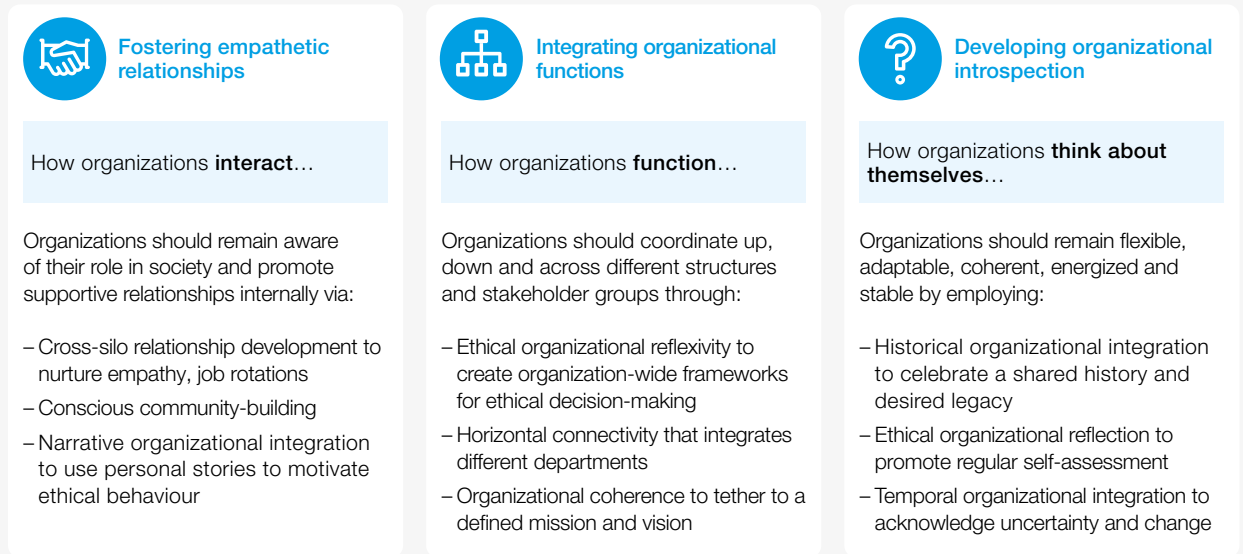 Fostering empathetic
relationships
How organizations interact…
Organizations should remain aware
of their role in society and promote
supportive relationships internally via:
– Cross-silo relationship development to
nurture empathy, job rotations
– Conscious community-building
– Narrative organizational integration
to use personal stories to motivate
ethical behaviour
Integrating organizational
functions
How organizations function…
Organizations should coordinate up,
down and across different structures
and stakeholder groups through:
– Ethical organizational reflexivity to
create organization-wide frameworks
for ethical decision-making
– Horizontal connectivity that integrates
different departments
– Organizational coherence to tether to a
defined mission and vision
Developing organizational
introspection
How organizations think about
themselves…
Organizations should remain flexible,
adaptable, coherent, energized and
stable by employing:
– Historical organizational integration
to celebrate a shared history and
desired legacy
– Ethical organizational reflection to
promote regular self-assessment
– Temporal organizational integration to
acknowledge uncertainty and change